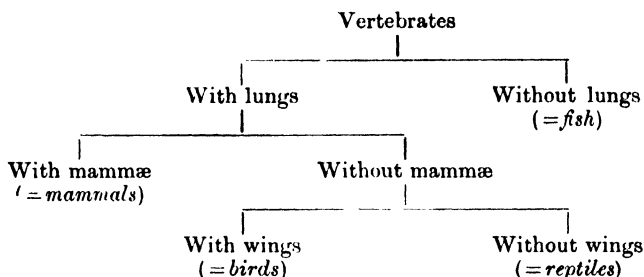 Vertebrates
With lungs Without lungs
(=fish)
With mammæ Without mammæ
(=mammals)
With wings Without wings
(=birds) (=reptiles)